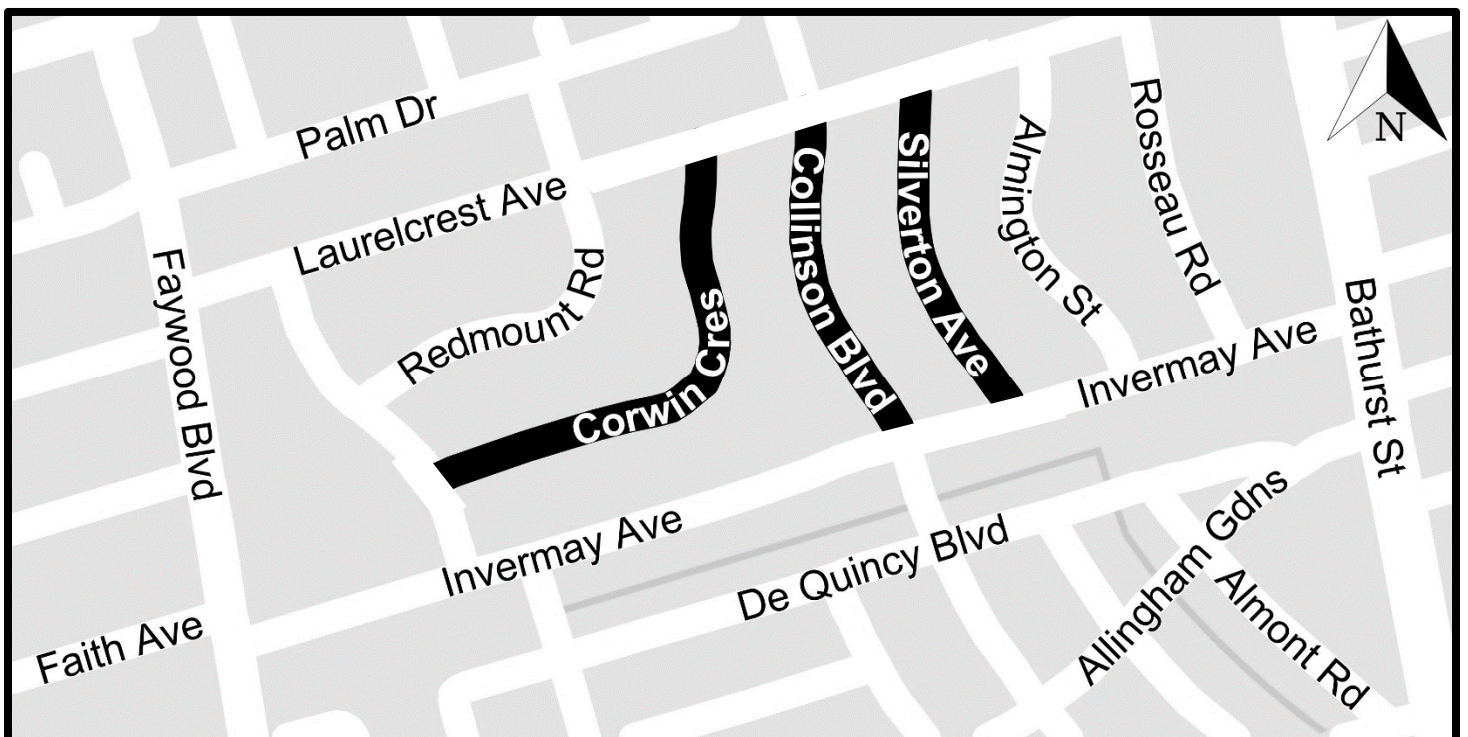 N
Palm Dr
Laurelcrest Ave
Faywood Blvd
Redmount Rd
Corwin Cres
Collinson Blvd
Silverton Ave
Almington St
Rosseau Rd
Bathurst St
Invermay Ave
Invermay Ave
De Quincy Blvd
Allingham Gdns
Almont Rd
Faith Ave